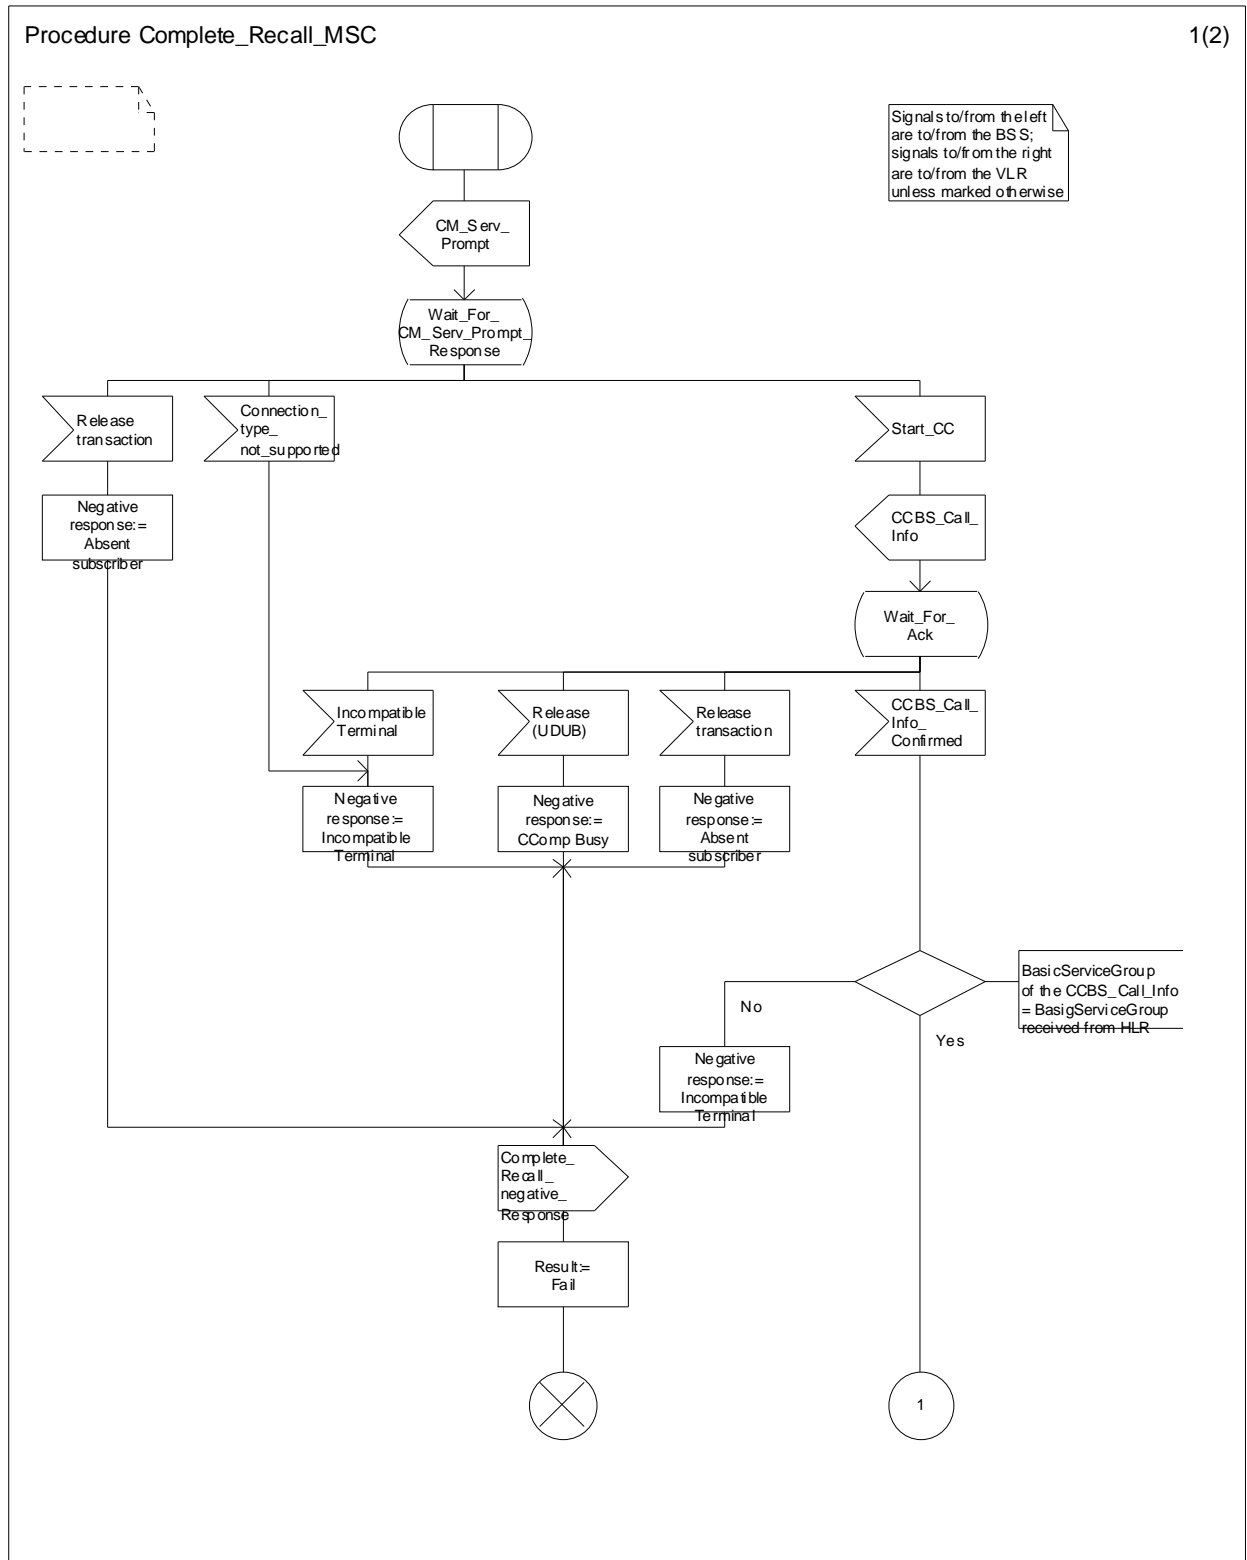 Procedure Complete_Recall_MSC
1(2)
Signals to/from the left
are to/from the BSS;
signals to/from the right
are to/from the VLR
unless marked otherwise
CM_Serv_
Prompt
Wait_For_
CM_Serv_Prompt_
Response
Release
transaction
Connection_
type_
not_supported
Start_CC
Negative
response:=
Absent
subscriber
CCBS_Call_
Info
Wait_For_
Ack
Incompatible
Terminal
Release
(UDUB)
Release
transaction
CCBS_Call_
Info_
Confirmed
Negative
response:=
Incompatible
Terminal
Negative
response:=
CComp Busy
Negative
response:=
Absent
subscriber
BasicServiceGroup
of the CCBS_Call_Info
= BasigServiceGroup
received from HLR
No
Yes
Negative
response:=
Incompatible
Terminal
Complete_
Recall_
negative_
Response
Result:=
Fail
1